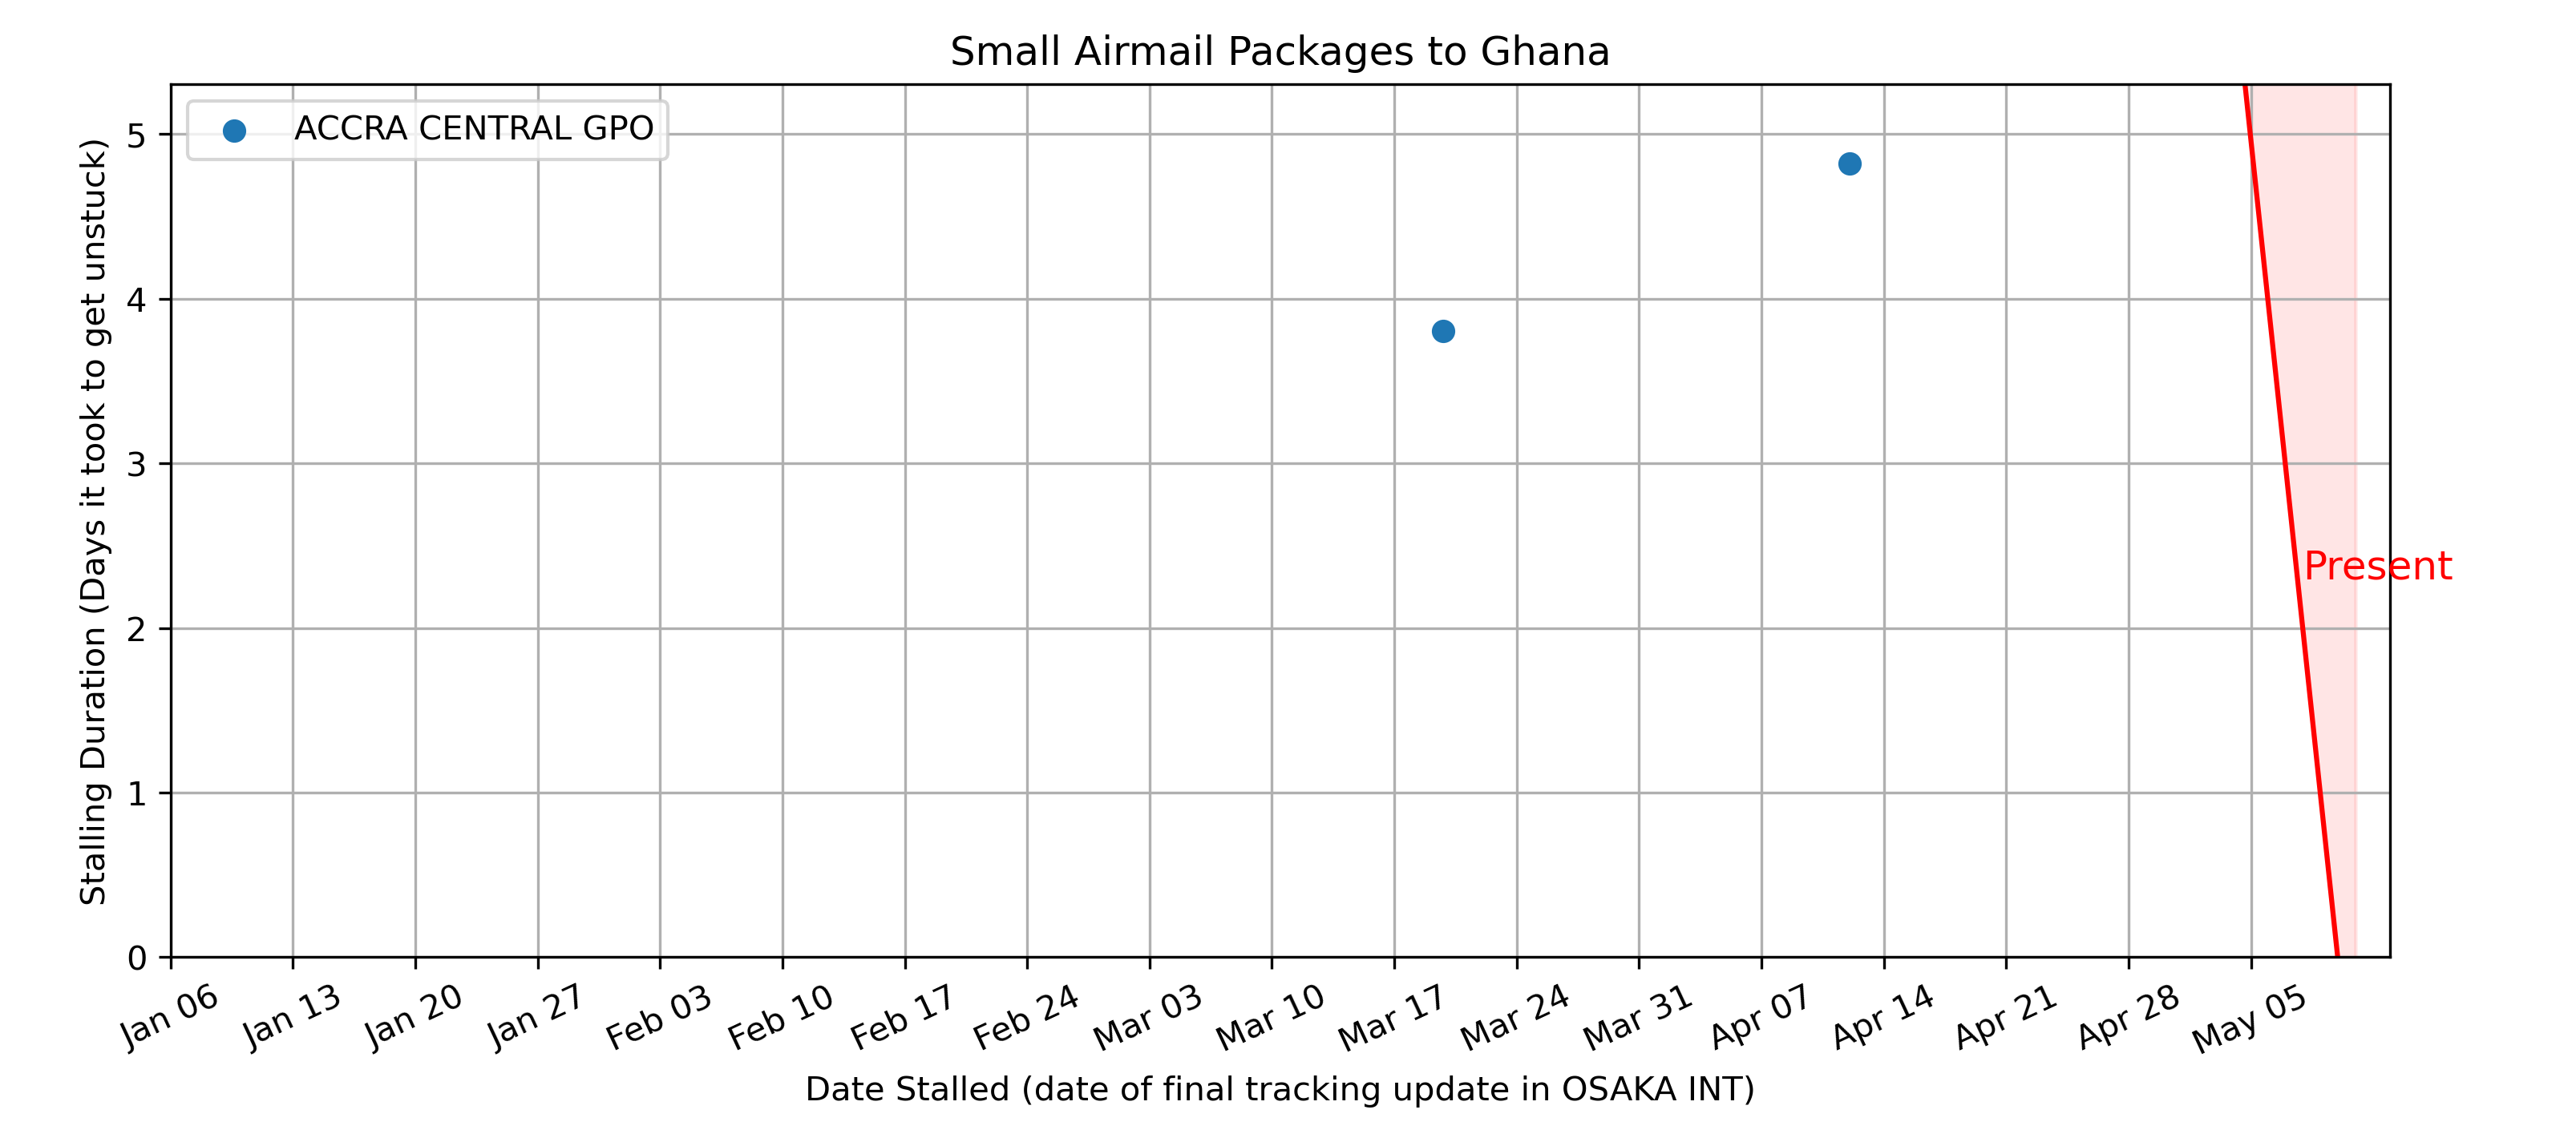 Small Airmail Packages to Ghana
ACCRA CENTRAL GPO
Stalling Duration (Days it took to get unstuck)
5
4
3
2
1
0
Present
Jan 06
Jan 13
Jan 20
Jan 27
Feb 03
Feb 10
Feb 17
Feb 24
Mar 03
Mar 10
Mar 17
Mar 24
Mar 31
Apr 07
Apr 14
Apr 21
Apr 28
May 05
Date Stalled (date of final tracking update in OSAKA INT)